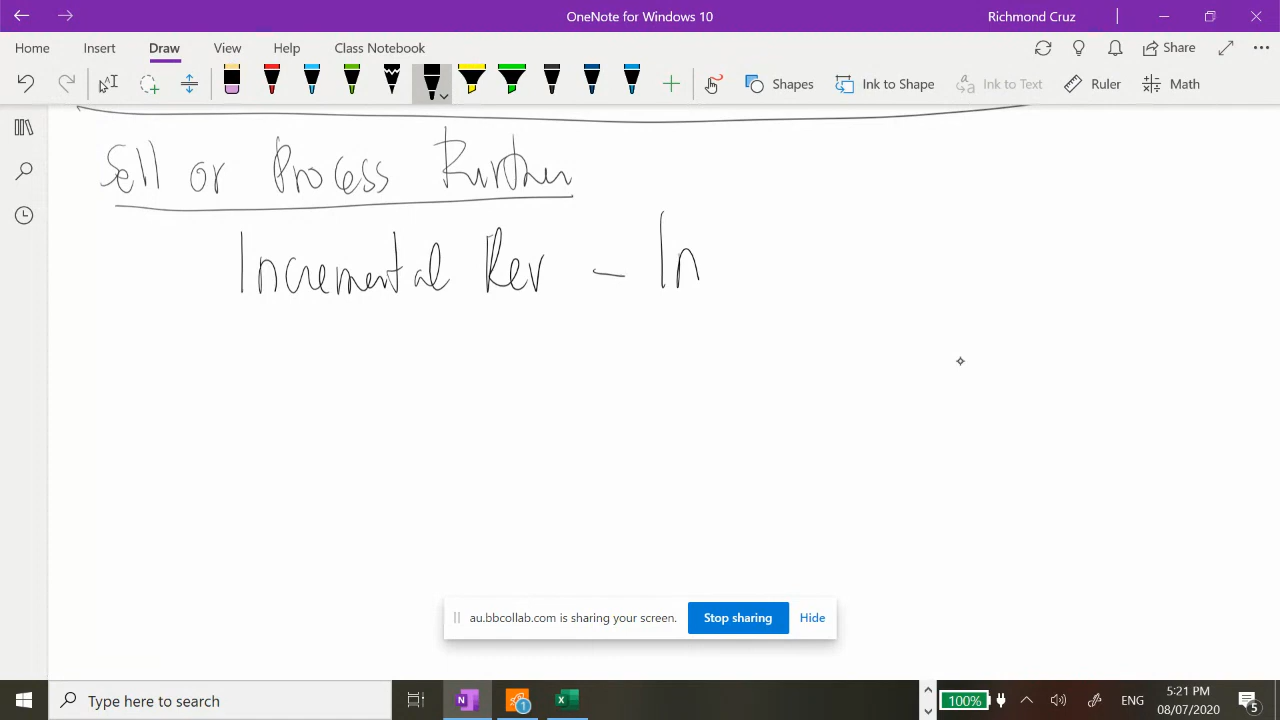 OneNote for Windows 10
Richmond Cruz
Home Insert Draw View Help Class Notebook
Share
Shapes Ink to Shape Ink to Text Ruler Math
Sell or Process Further
Incremental Rev - In
au.bbcollab.com is sharing your screen. Stop sharing Hide
Type here to search
N 1 X
100% ENG 5:21 PM
08/07/2020 5